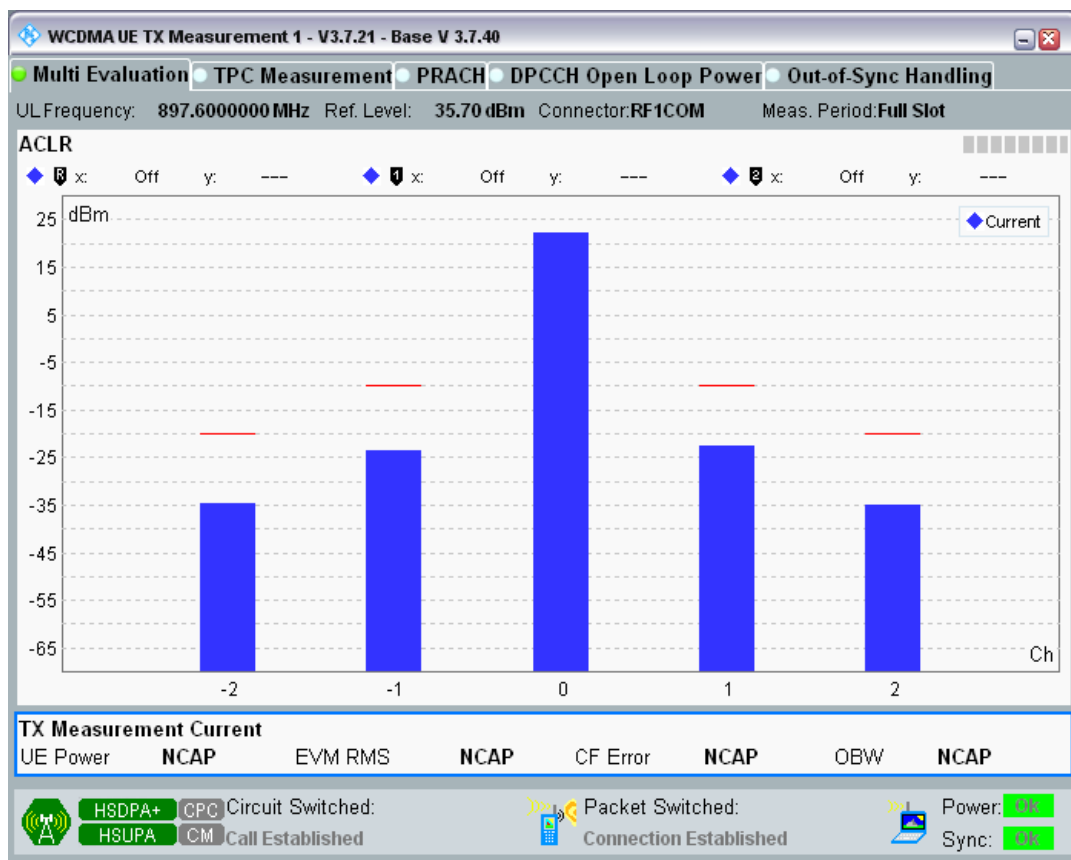 WCDMA UE TX Measurement 1 - V3.7.21 - Base V 3.7.40
Multi Evaluation TPC Measurement PRACH DPCCH Open Loop Power Out-of-Sync Handling
UL Frequency: 897.6000000 MHz Ref. Level: 35.70 dBm Connector: RF1COM Meas. Period: Full Slot
ACLR
R x: Off y: --- 1 x: Off y: --- 2 x: Off y: ---
dBm
Current
25
15
5
-5
-15
-25
-35
-45
-55
-65
Ch
-2 -1 0 1 2
TX Measurement Current
UE Power NCAP EVM RMS NCAP CF Error NCAP OBW NCAP
HSDPA+ CPC Circuit Switched: Packet Switched: Power: OK
HSUPA CM Call Established Connection Established Sync: OK